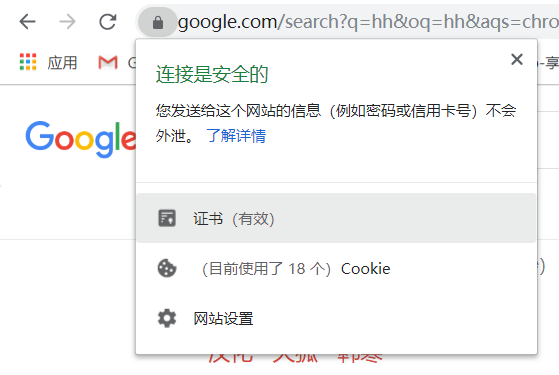 google.com/search?q=hh&oq=hh&aqs=chro
应用
连接是安全的
您发送给这个网站的信息（例如密码或信用卡号）不会
外泄。 了解详情
Google
证书（有效）
（目前使用了 18 个）Cookie
网站设置